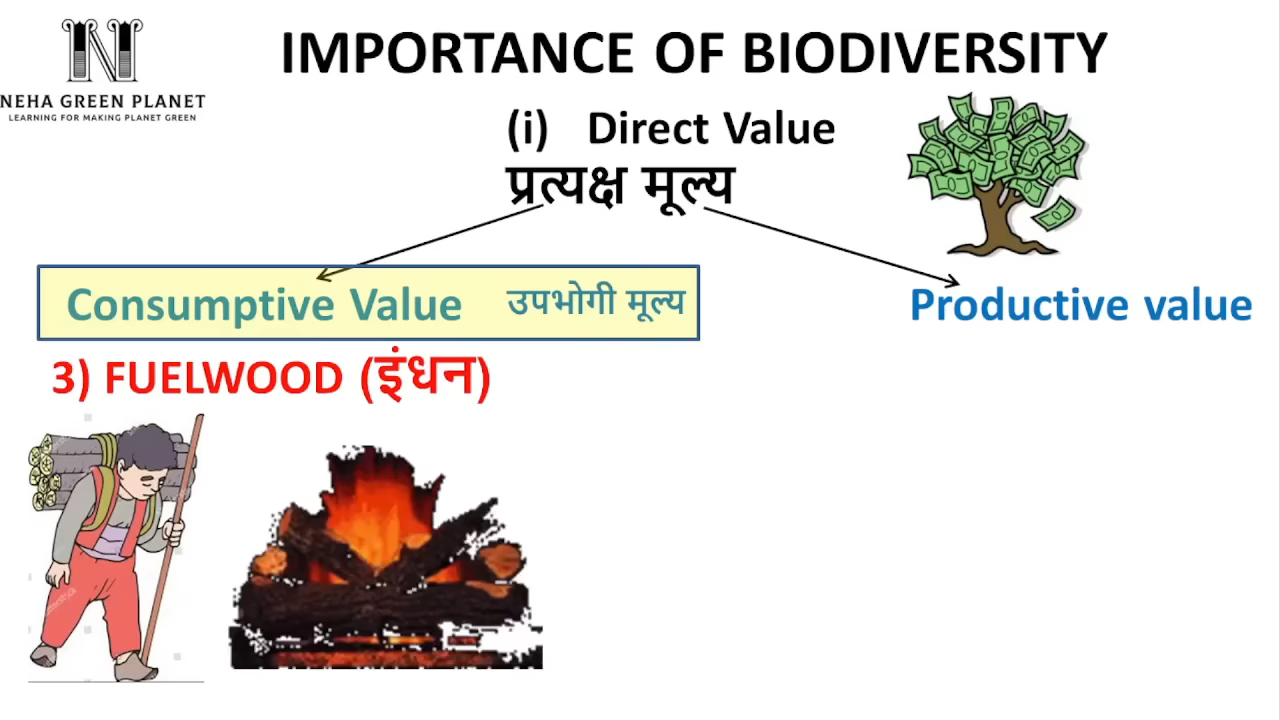 N
NEHA GREEN PLANET
LEARNING FOR MAKING PLANET GREEN
IMPORTANCE OF BIODIVERSITY
(i) Direct Value
प्रत्यक्ष मूल्य
Consumptive Value उपभोगी मूल्य
Productive value
3) FUELWOOD (इंधन)